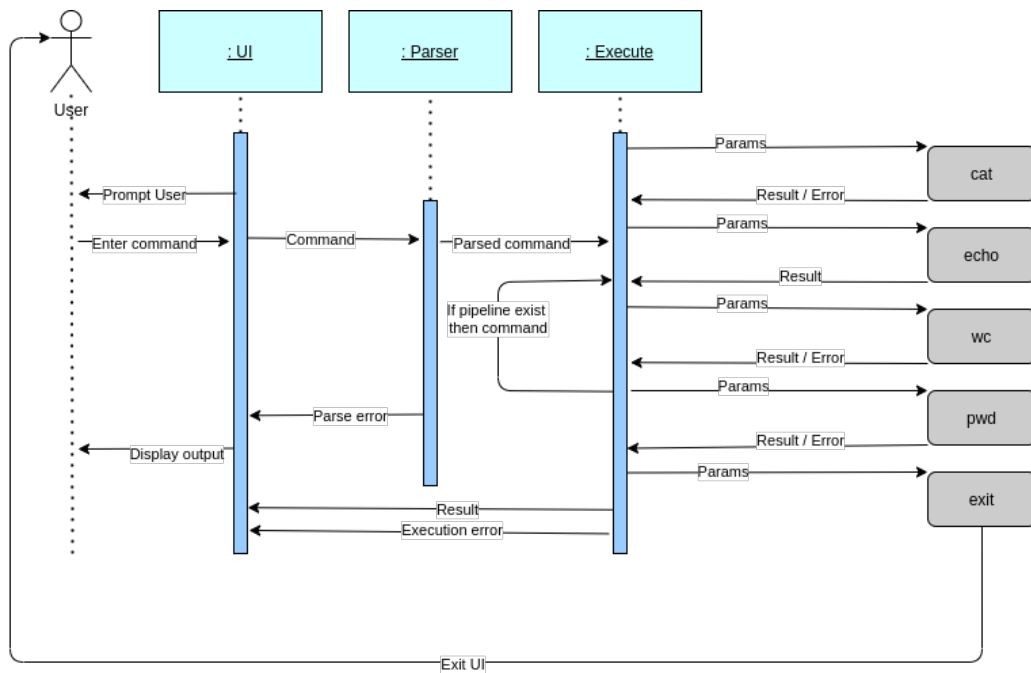 : UI
: Parser
: Execute
User
Params
cat
Prompt User
Result / Error
Enter command
Command
Parsed command
Params
echo
Result
If pipeline exist
then command
Params
wc
Result / Error
Params
Parse error
pwd
Display output
Result / Error
Params
exit
Result
Execution error
Exit UI